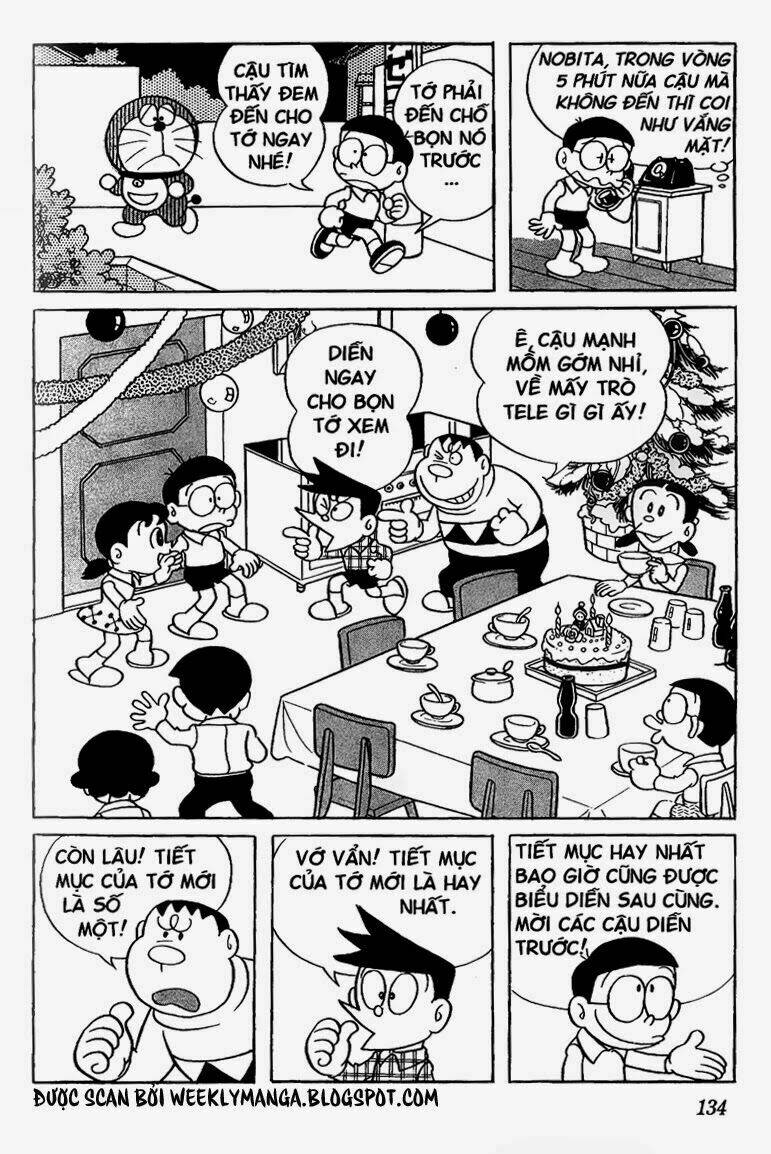 NOBITA, TRONG VÒNG
5 PHÚT NỮA CẬU MÀ
KHÔNG ĐẾN THÌ COI
NHƯ VẮNG
MẶT!
TỚ PHẢI
ĐẾN CHỖ
BỌN NÓ
TRƯỚC
...
CẬU TÌM
THẤY ĐEM
ĐẾN CHO
TỚ NGAY
NHÉ!
Ê, CẬU MẠNH
MỒM GỚM NHỈ,
VỀ MẤY TRÒ
TELE GÌ GÌ ẤY!
DIỄN
NGAY
CHO BỌN
TỚ XEM
ĐI!
TIẾT MỤC HAY NHẤT
BAO GIỜ CŨNG ĐƯỢC
BIỂU DIỄN SAU CÙNG.
MỜI CÁC CẬU DIỄN
TRƯỚC!
VỚ VẨN! TIẾT MỤC
CỦA TỚ MỚI LÀ HAY
NHẤT.
CÒN LÂU! TIẾT
MỤC CỦA TỚ MỚI
LÀ SỐ
MỘT!
ĐƯỢC SCAN BỞI WEEKLYMANGA.BLOGSPOT.COM
134